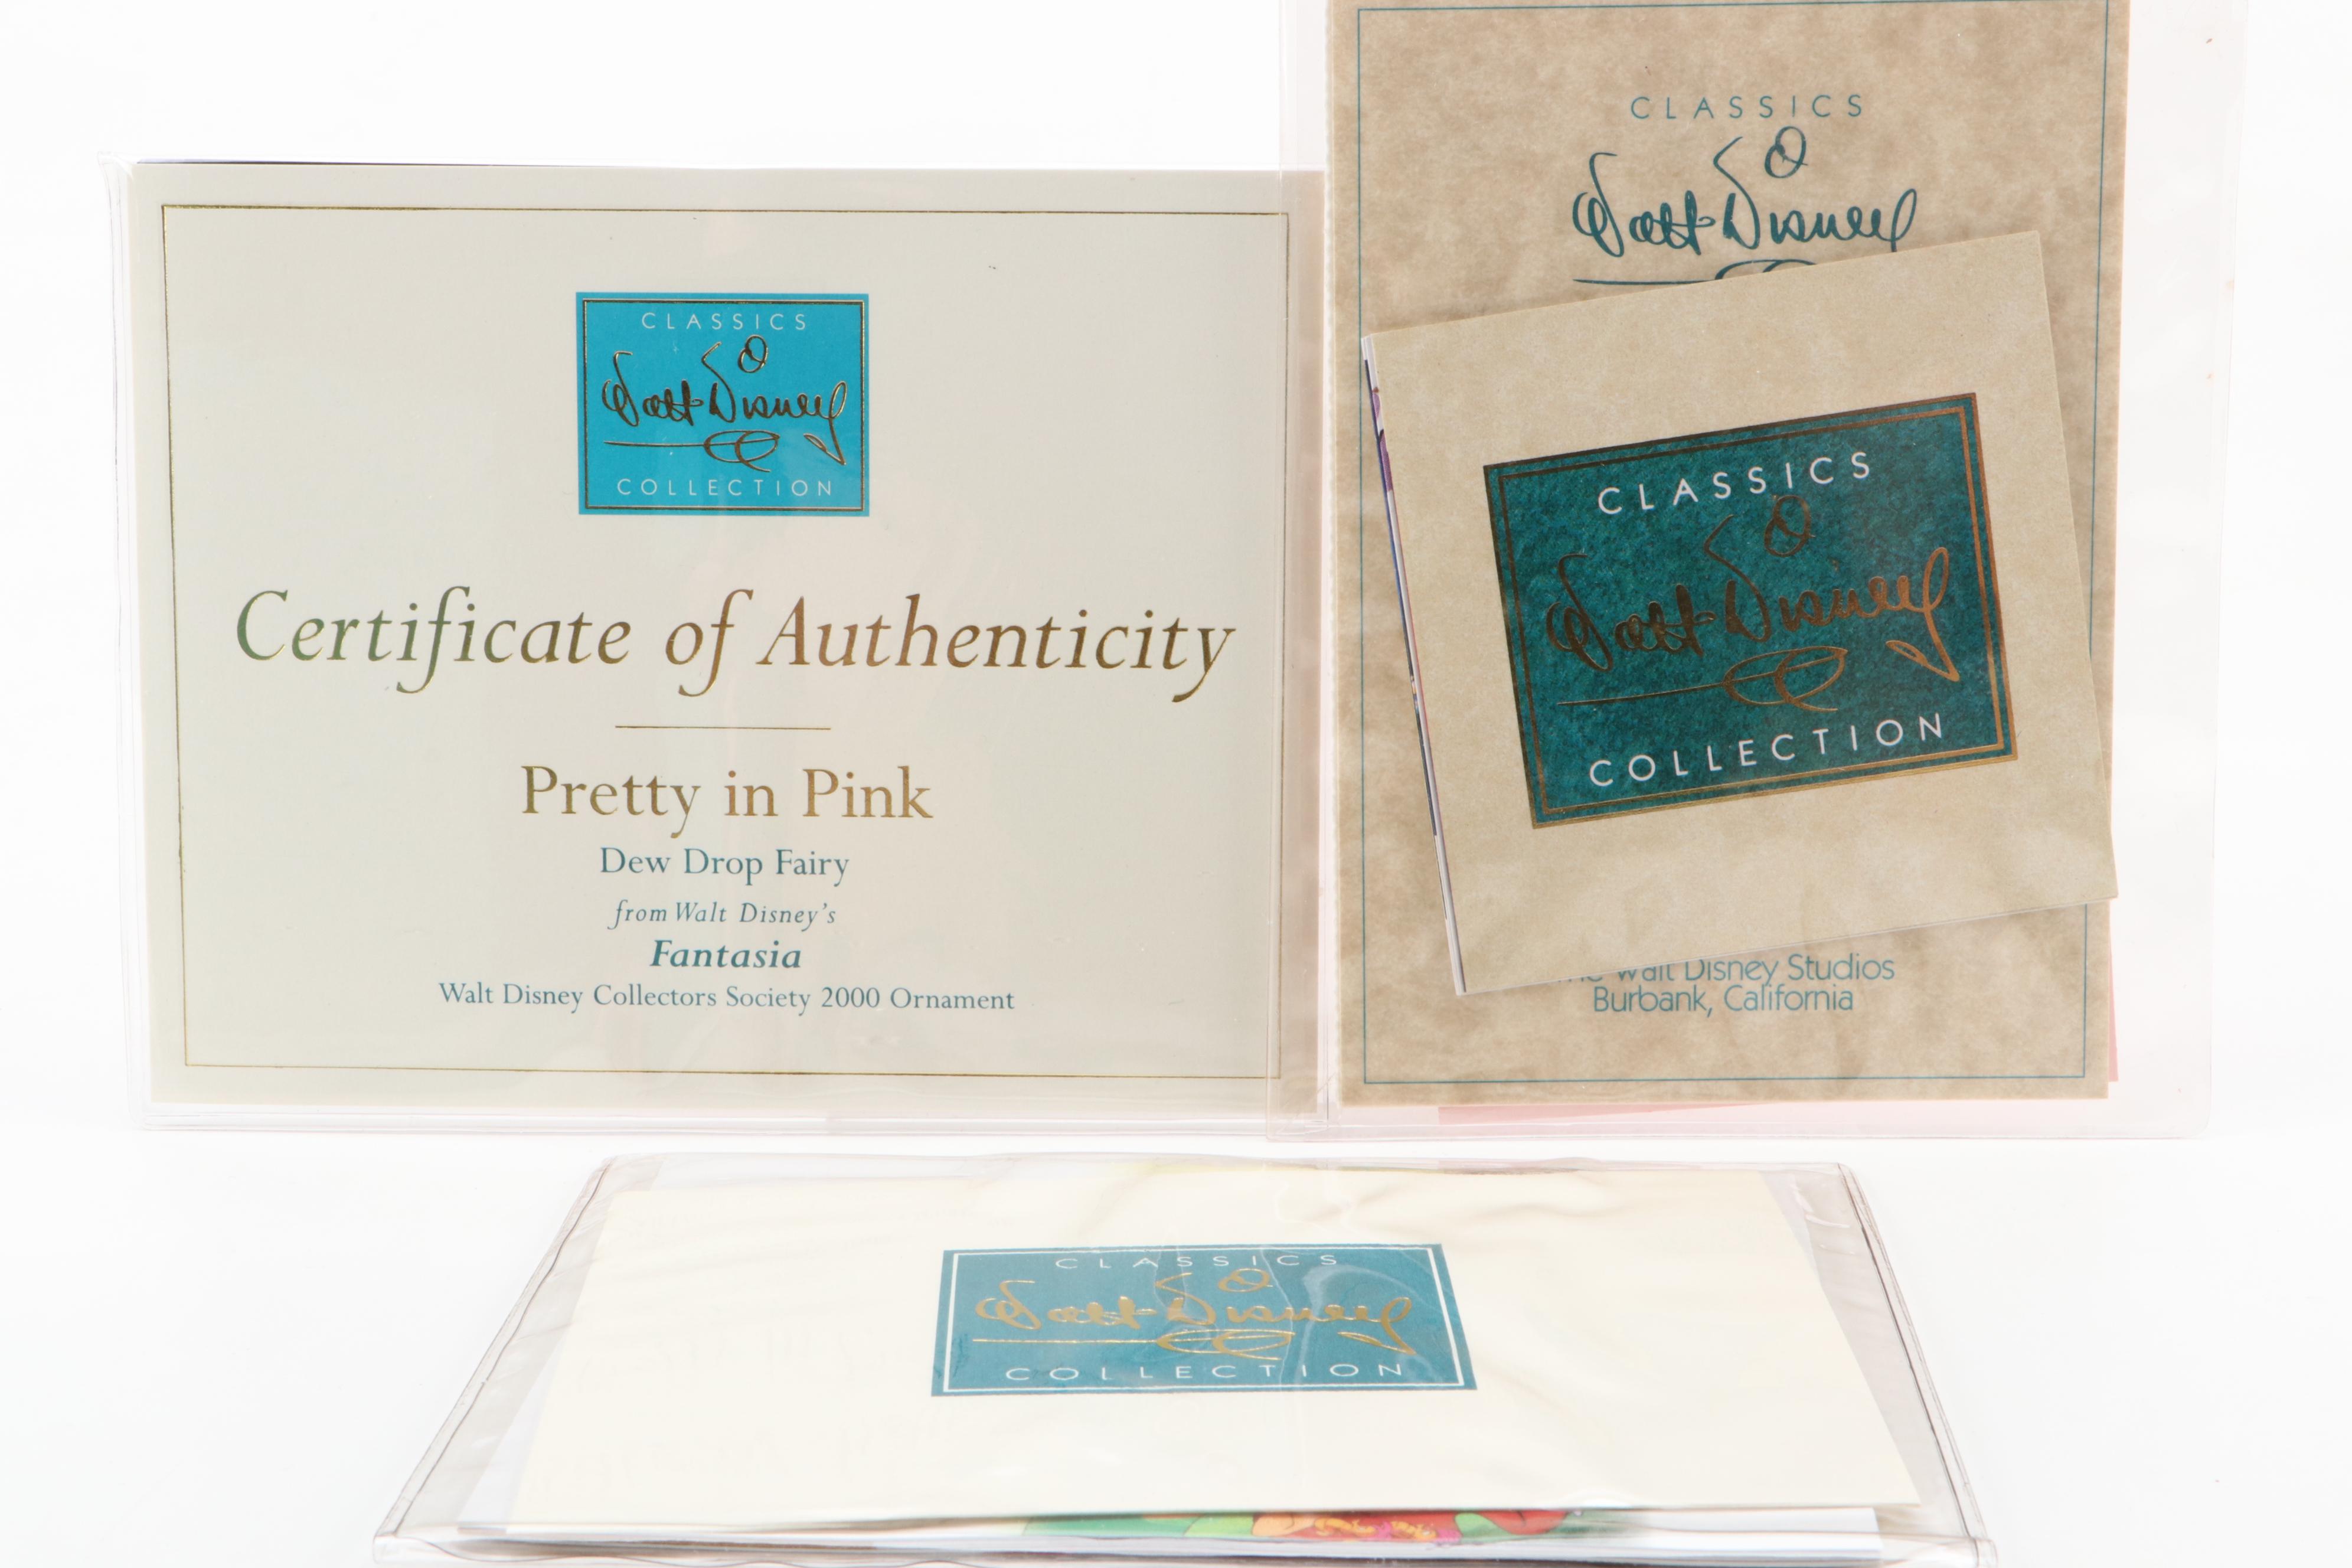 CLASSICS
Walt Disney
COLLECTION
Certificate of Authenticity
Pretty in Pink
Dew Drop Fairy
from Walt Disney's
Fantasia
Walt Disney Collectors Society 2000 Ornament
CLASSICS
Walt Disney
CLASSICS
Walt Disney
COLLECTION
Walt Disney Studios
Burbank, California
CLASSICS
Walt Disney
COLLECTION